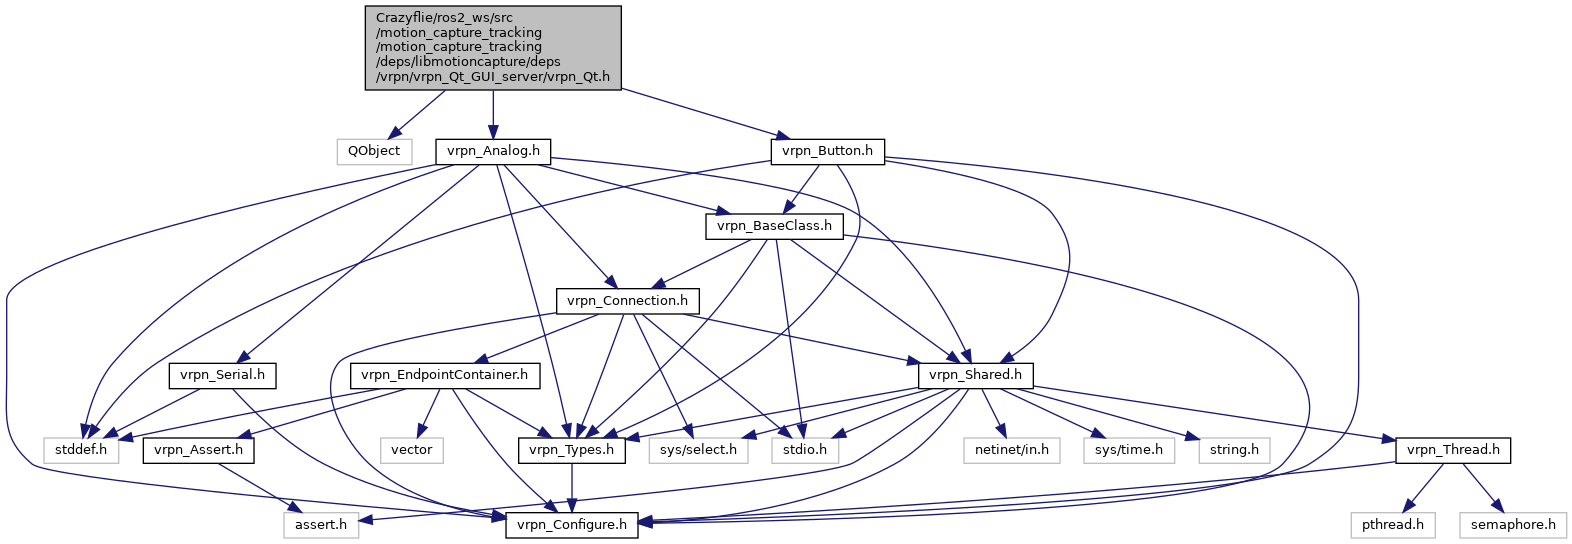 Crazyflie/ros2_ws/src
/motion_capture_tracking
/motion_capture_tracking
/deps/libmotioncapture/deps
/vrpn/vrpn_Qt_GUI_server/vrpn_Qt.h
QObject
vrpn_Analog.h
vrpn_Button.h
vrpn_BaseClass.h
vrpn_Connection.h
vrpn_Serial.h
vrpn_EndpointContainer.h
vrpn_Shared.h
stddef.h
vrpn_Assert.h
vector
vrpn_Types.h
sys/select.h
stdio.h
netinet/in.h
sys/time.h
string.h
vrpn_Thread.h
assert.h
vrpn_Configure.h
pthread.h
semaphore.h